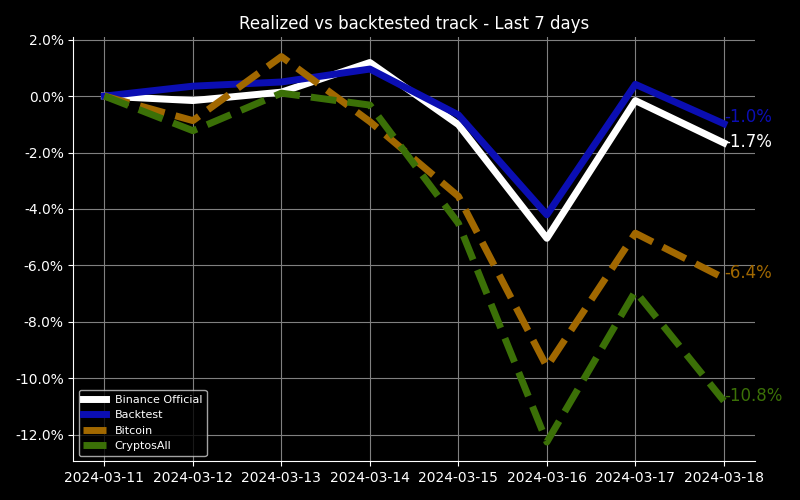 Realized vs backtested track - Last 7 days
2.0%
0.0%
-2.0%
-4.0%
-6.0%
-8.0%
-10.0%
-12.0%
-1.0%
-1.7%
-6.4%
-10.8%
Binance Official
Backtest
Bitcoin
CryptosAll
2024-03-11 2024-03-12 2024-03-13 2024-03-14 2024-03-15 2024-03-16 2024-03-17 2024-03-18